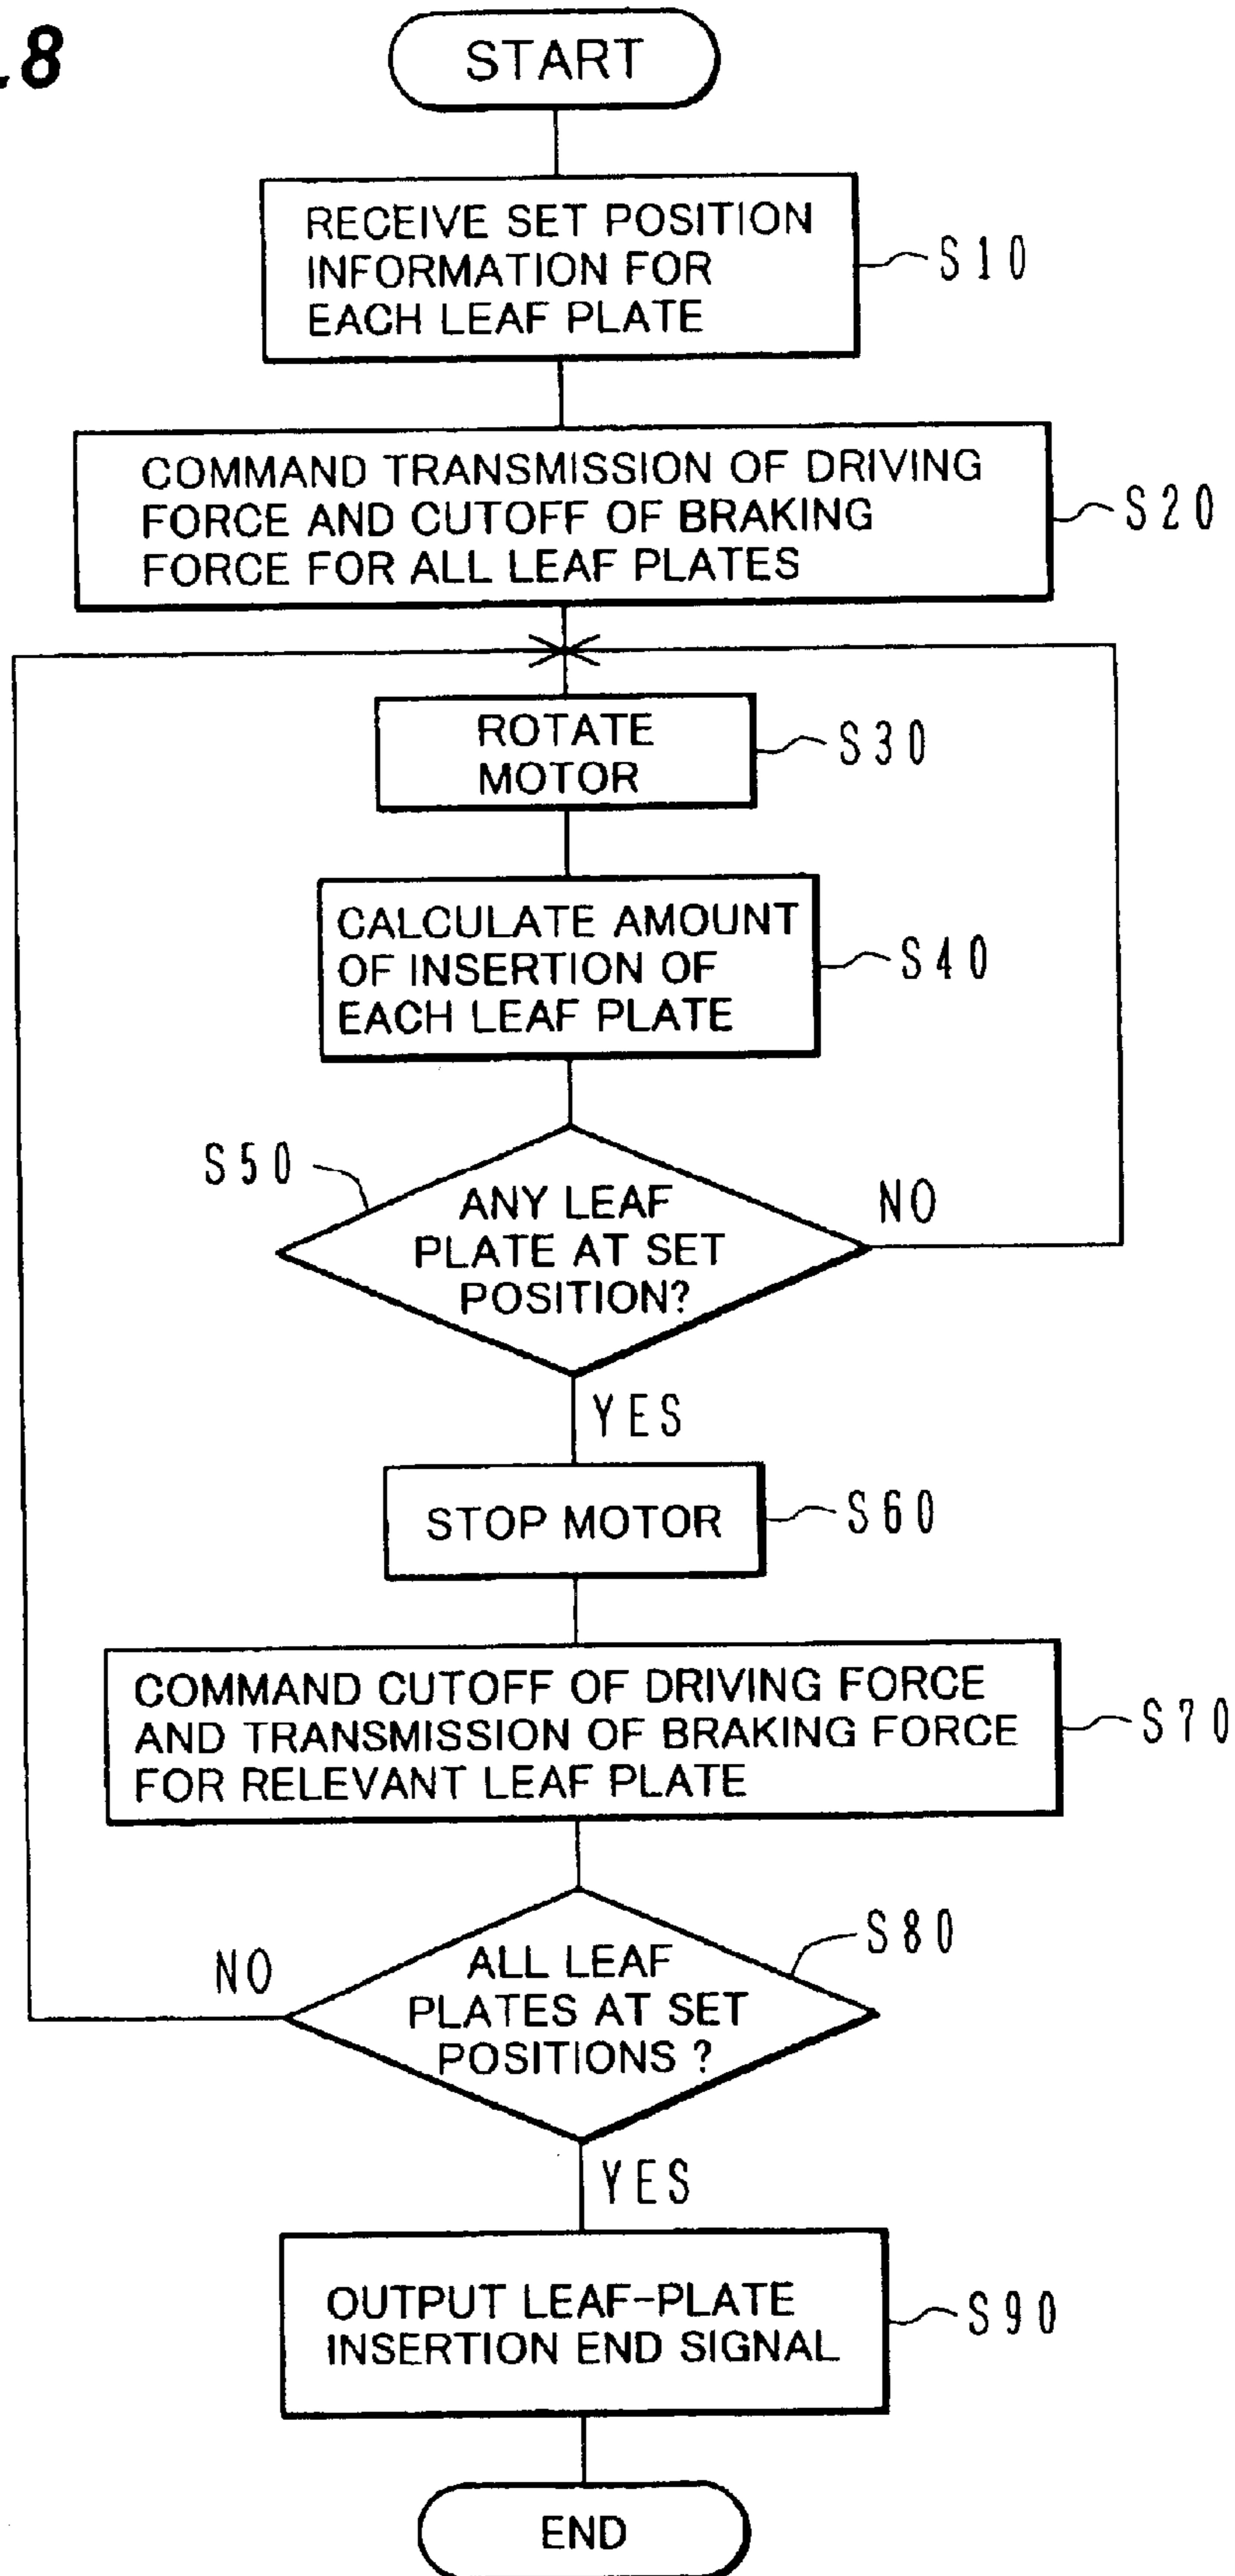 .8
START
RECEIVE SET POSITION
INFORMATION FOR
EACH LEAF PLATE
S10
COMMAND TRANSMISSION OF DRIVING
FORCE AND CUTOFF OF BRAKING
FORCE FOR ALL LEAF PLATES
S20
ROTATE
MOTOR
S30
CALCULATE AMOUNT
OF INSERTION OF
EACH LEAF PLATE
S40
S50
ANY LEAF
PLATE AT SET
POSITION?
NO
YES
STOP MOTOR
S60
COMMAND CUTOFF OF DRIVING FORCE
AND TRANSMISSION OF BRAKING FORCE
FOR RELEVANT LEAF PLATE
S70
NO
ALL LEAF
PLATES AT SET
POSITIONS ?
S80
YES
OUTPUT LEAF-PLATE
INSERTION END SIGNAL
S90
END